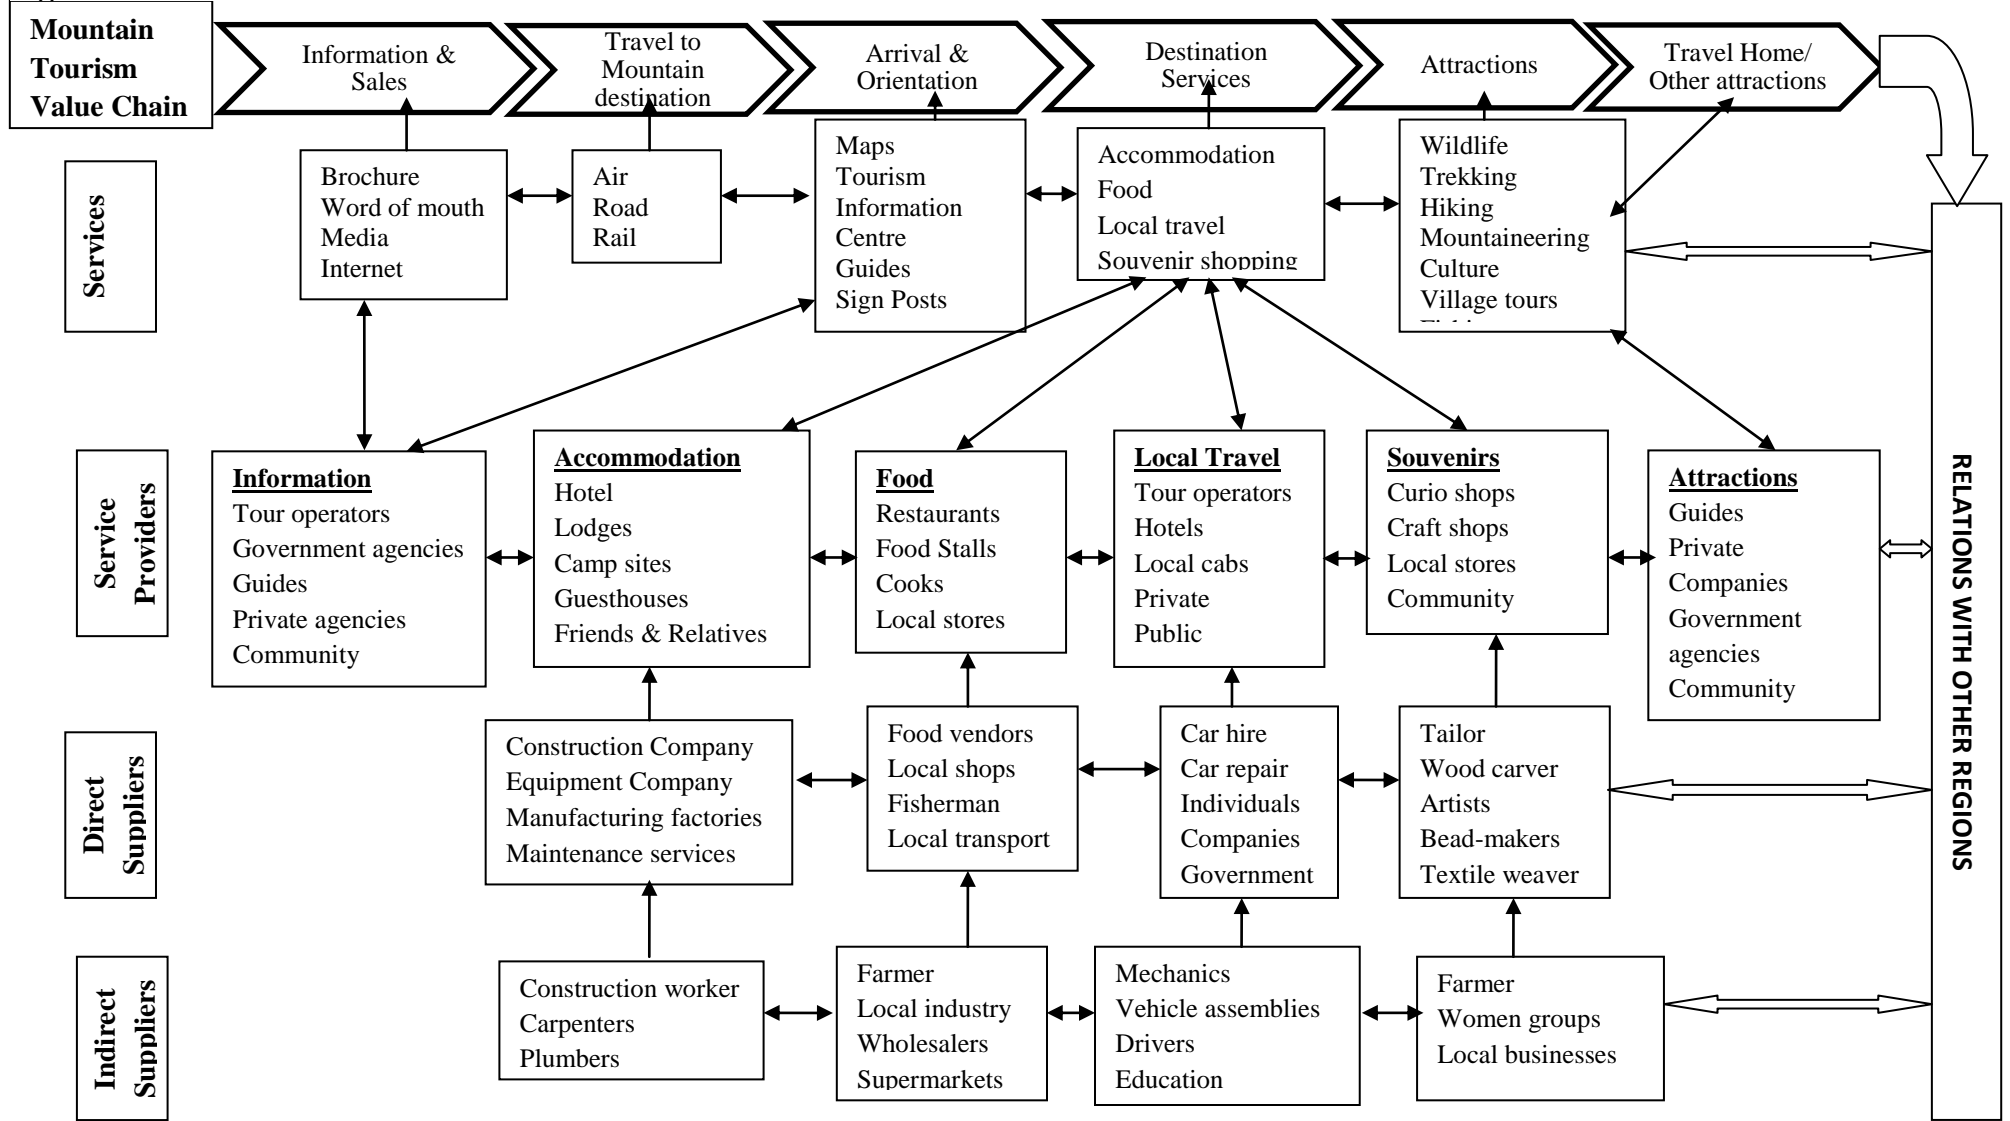 Mountain
Tourism
Value Chain
Information &
Sales
Travel to
Mountain
destination
Arrival &
Orientation
Destination
Services
Attractions
Travel Home/
Other attractions
Services
Brochure
Word of mouth
Media
Internet
Air
Road
Rail
Maps
Tourism
Information
Centre
Guides
Sign Posts
Accommodation
Food
Local travel
Souvenir shopping
Wildlife
Trekking
Hiking
Mountaineering
Culture
Village tours
RELATIONS WITH OTHER REGIONS
Service
Providers
Information
Tour operators
Government agencies
Guides
Private agencies
Community
Accommodation
Hotel
Lodges
Camp sites
Guesthouses
Friends & Relatives
Food
Restaurants
Food Stalls
Cooks
Local stores
Local Travel
Tour operators
Hotels
Local cabs
Private
Public
Souvenirs
Curio shops
Craft shops
Local stores
Community
Attractions
Guides
Private
Companies
Government
agencies
Community
Direct
Suppliers
Construction Company
Equipment Company
Manufacturing factories
Maintenance services
Food vendors
Local shops
Fisherman
Local transport
Car hire
Car repair
Individuals
Companies
Government
Tailor
Wood carver
Artists
Bead-makers
Textile weaver
Indirect
Suppliers
Construction worker
Carpenters
Plumbers
Farmer
Local industry
Wholesalers
Supermarkets
Mechanics
Vehicle assemblies
Drivers
Education
Farmer
Women groups
Local businesses